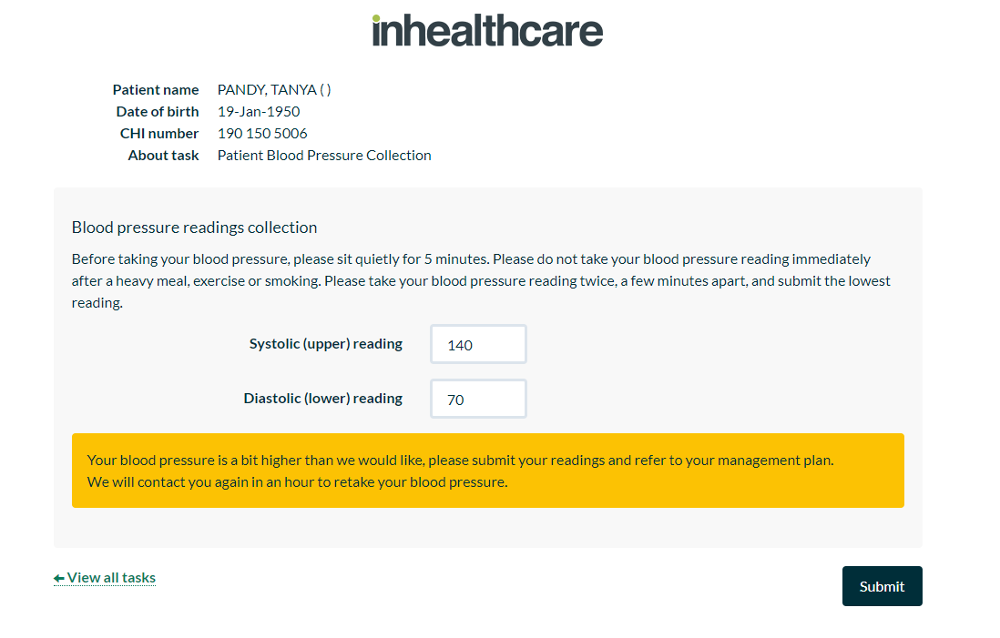 inhealthcare
Patient name PANDY, TANYA ( )
Date of birth 19-Jan-1950
CHI number 190 150 5006
About task Patient Blood Pressure Collection
Blood pressure readings collection
Before taking your blood pressure, please sit quietly for 5 minutes. Please do not take your blood pressure reading immediately
after a heavy meal, exercise or smoking. Please take your blood pressure reading twice, a few minutes apart, and submit the lowest
reading.
Systolic (upper) reading 140
Diastolic (lower) reading 70
Your blood pressure is a bit higher than we would like, please submit your readings and refer to your management plan.
We will contact you again in an hour to retake your blood pressure.
View all tasks
Submit